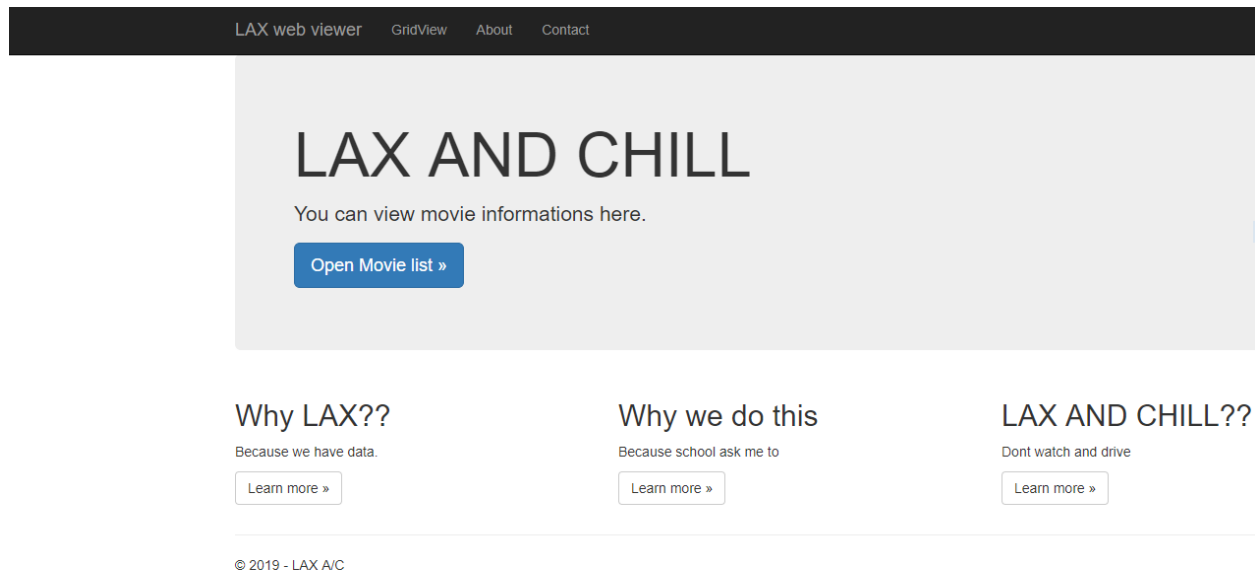 LAX web viewer GridView About Contact
LAX AND CHILL
You can view movie informations here.
Open Movie list »
Why LAX??
Because we have data.
Learn more »
Why we do this
Because school ask me to
Learn more »
LAX AND CHILL??
Dont watch and drive
Learn more »
© 2019 - LAX A/C